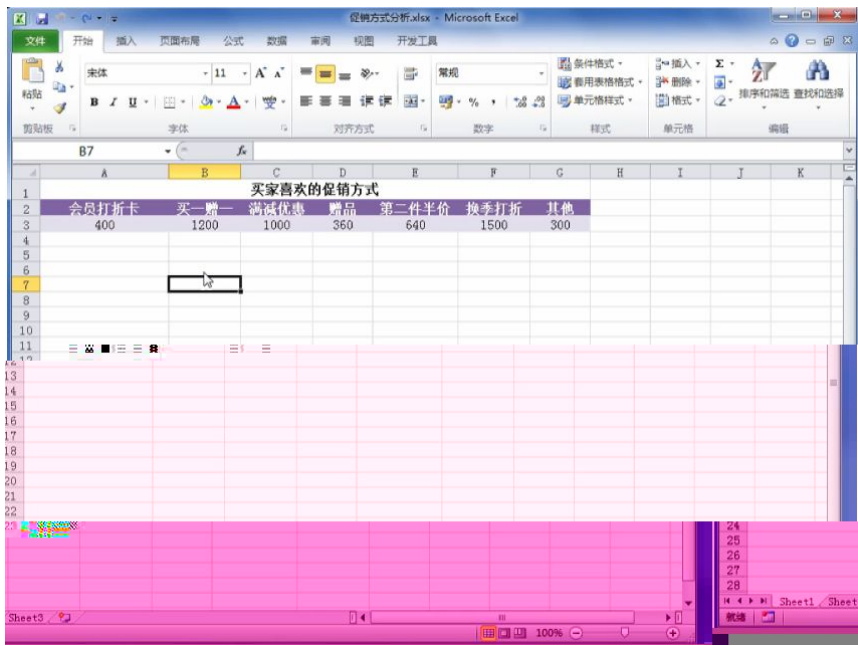 促销方式分析.xlsx - Microsoft Excel
文件 开始 插入 页面布局 公式 数据 审阅 视图 开发工具
宋体 11 常规 条件格式 插入 Σ
粘贴 套用表格格式 删除 排序和筛选 查找和选择
B I U % , 单元格样式 格式
剪贴板 字体 对齐方式 数字 样式 单元格 编辑
B7 fx
A B C D E F G H I J K
1 买家喜欢的促销方式
2 会员打折卡 买一赠一 满减优惠 赠品 第二件半价 换季打折 其他
3 400 1200 1000 360 640 1500 300
4
5
6
7
8
9
10
11
12
13
14
15
16
17
18
19
20
21
22
23 24
25
26
27
28
Sheet1 Sheet
Sheet3
就绪
100%